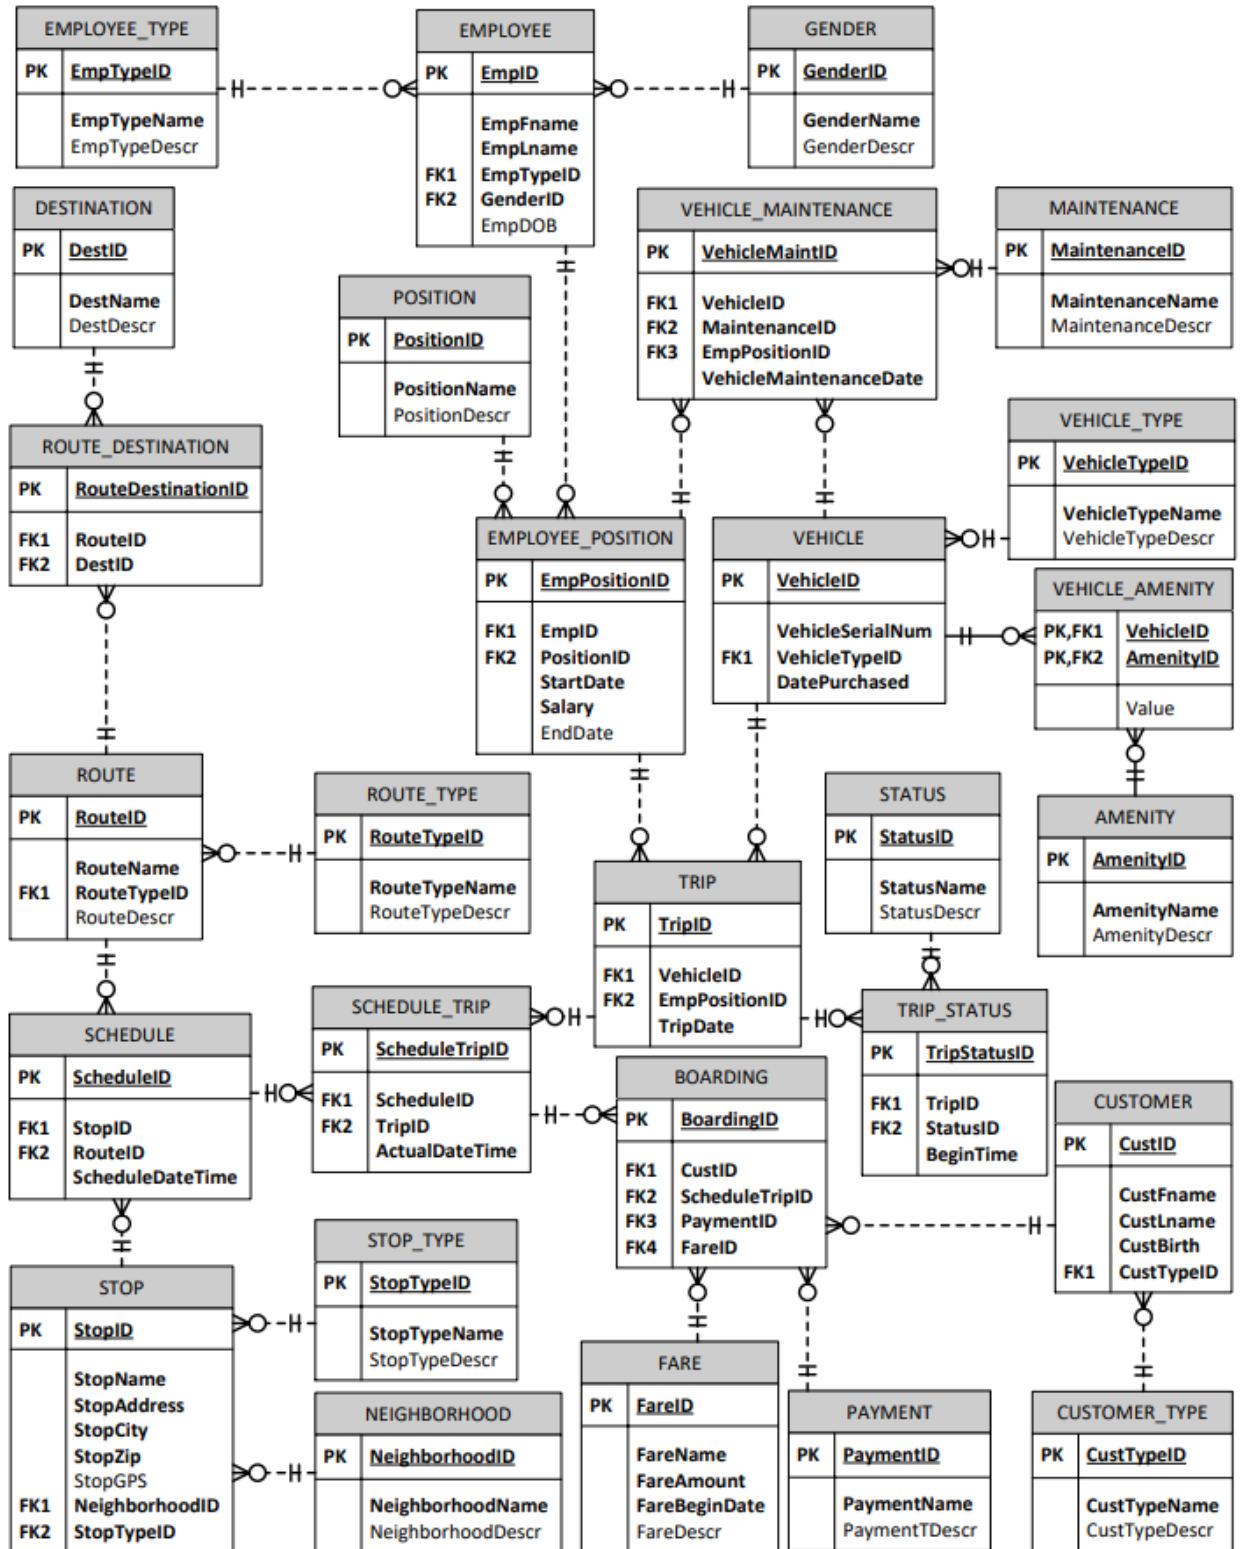 EMPLOYEE_TYPE
PK EmpTypeID
EmpTypeName
EmpTypeDescr
EMPLOYEE
PK EmpID
EmpFname
EmpLname
FK1 EmpTypeID
FK2 GenderID
EmpDOB
GENDER
PK GenderID
GenderName
GenderDescr
DESTINATION
PK DestID
DestName
DestDescr
POSITION
PK PositionID
PositionName
PositionDescr
VEHICLE_MAINTENANCE
PK VehicleMaintID
FK1 VehicleID
FK2 MaintenanceID
FK3 EmpPositionID
VehicleMaintenanceDate
MAINTENANCE
PK MaintenanceID
MaintenanceName
MaintenanceDescr
ROUTE_DESTINATION
PK RouteDestinationID
FK1 RouteID
FK2 DestID
EMPLOYEE_POSITION
PK EmpPositionID
FK1 EmpID
FK2 PositionID
StartDate
Salary
EndDate
VEHICLE
PK VehicleID
VehicleSerialNum
FK1 VehicleTypeID
DatePurchased
VEHICLE_TYPE
PK VehicleTypeID
VehicleTypeName
VehicleTypeDescr
VEHICLE_AMENITY
PK,FK1 VehicleID
PK,FK2 AmenityID
Value
ROUTE
PK RouteID
RouteName
FK1 RouteTypeID
RouteDescr
ROUTE_TYPE
PK RouteTypeID
RouteTypeName
RouteTypeDescr
TRIP
PK TripID
FK1 VehicleID
FK2 EmpPositionID
TripDate
STATUS
PK StatusID
StatusName
StatusDescr
AMENITY
PK AmenityID
AmenityName
AmenityDescr
SCHEDULE
PK ScheduleID
FK1 StopID
FK2 RouteID
ScheduleDateTime
SCHEDULE_TRIP
PK ScheduleTripID
FK1 ScheduleID
FK2 TripID
ActualDateTime
BOARDING
PK BoardingID
FK1 CustID
FK2 ScheduleTripID
FK3 PaymentID
FK4 FareID
TRIP_STATUS
PK TripStatusID
FK1 TripID
FK2 StatusID
BeginTime
CUSTOMER
PK CustID
CustFname
CustLname
CustBirth
FK1 CustTypeID
STOP
PK StopID
StopName
StopAddress
StopCity
StopZip
StopGPS
FK1 NeighborhoodID
FK2 StopTypeID
STOP_TYPE
PK StopTypeID
StopTypeName
StopTypeDescr
NEIGHBORHOOD
PK NeighborhoodID
NeighborhoodName
NeighborhoodDescr
FARE
PK FareID
FareName
FareAmount
FareBeginDate
FareDescr
PAYMENT
PK PaymentID
PaymentName
PaymentTDescr
CUSTOMER_TYPE
PK CustTypeID
CustTypeName
CustTypeDescr